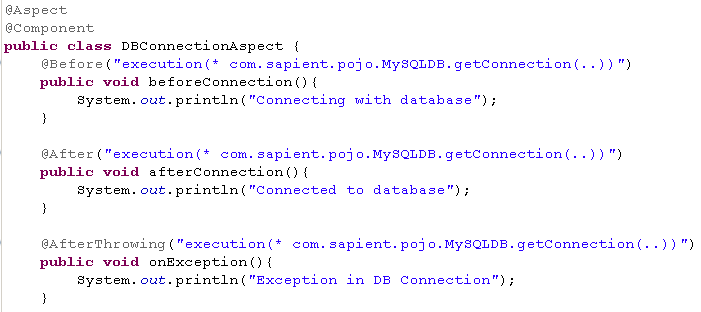 @Aspect
@Component
public class DBConnectionAspect {
    @Before("execution(* com.sapient.pojo.MySQLDB.getConnection(..))")
    public void beforeConnection(){
        System.out.println("Connecting with database");
    }

    @After("execution(* com.sapient.pojo.MySQLDB.getConnection(..))")
    public void afterConnection(){
        System.out.println("Connected to database");
    }

    @AfterThrowing("execution(* com.sapient.pojo.MySQLDB.getConnection(..))")
    public void onException(){
        System.out.println("Exception in DB Connection");
    }